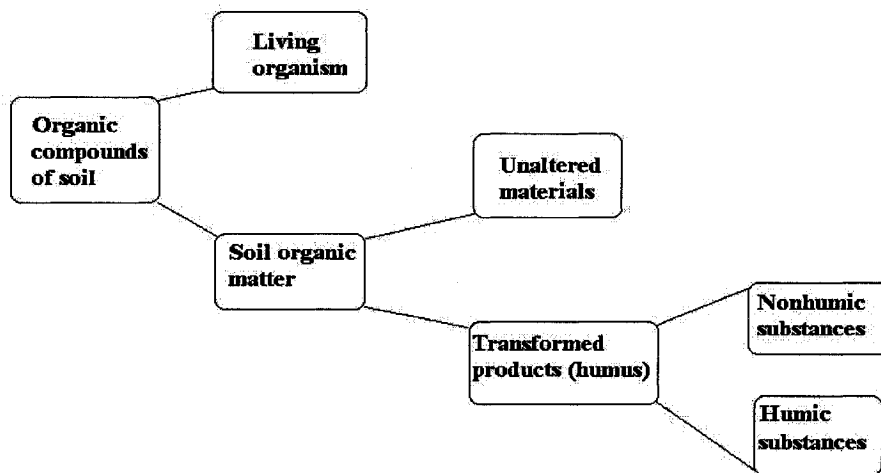 Living
organism
Organic
compounds
of soil
Unaltered
materials
Soil organic
matter
Nonhumic
substances
Transformed
products (humus)
Humic
substances